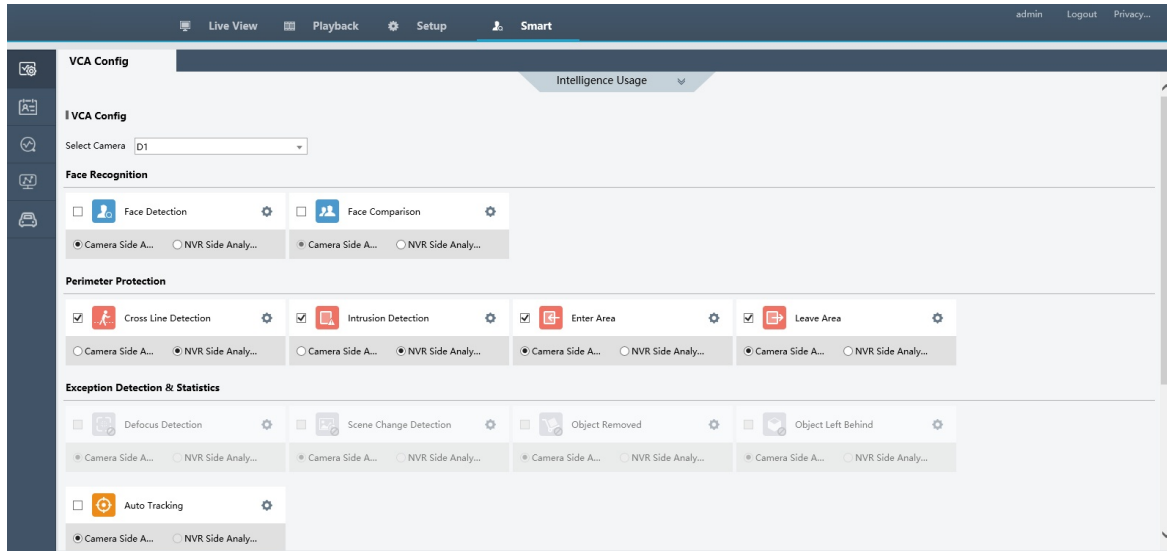 Live View Playback Setup Smart admin Logout Privacy...
VCA Config
Intelligence Usage
VCA Config
Select Camera D1
Face Recognition
Face Detection Face Comparison
Camera Side A... NVR Side Analy... Camera Side A... NVR Side Analy...
Perimeter Protection
Cross Line Detection Intrusion Detection Enter Area Leave Area
Camera Side A... NVR Side Analy... Camera Side A... NVR Side Analy... Camera Side A... NVR Side Analy... Camera Side A... NVR Side Analy...
Exception Detection & Statistics
Defocus Detection Scene Change Detection Object Removed Object Left Behind
Camera Side A... NVR Side Analy... Camera Side A... NVR Side Analy... Camera Side A... NVR Side Analy... Camera Side A... NVR Side Analy...
Auto Tracking
Camera Side A... NVR Side Analy...